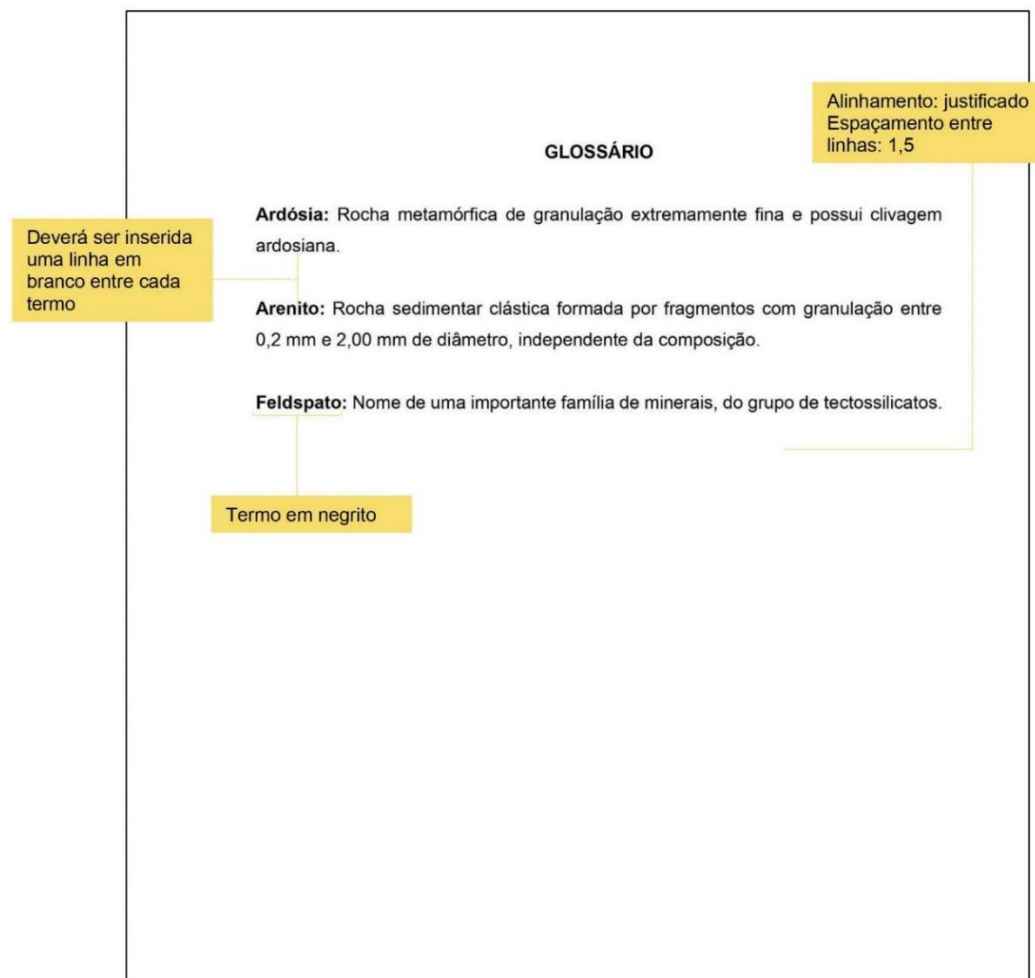 Alinhamento: justificado
Espaçamento entre
linhas: 1,5
GLOSSÁRIO
Ardósia: Rocha metamórfica de granulação extremamente fina e possui clivagem
ardosiana.
Deverá ser inserida
uma linha em
branco entre cada
termo
Arenito: Rocha sedimentar clástica formada por fragmentos com granulação entre
0,2 mm e 2,00 mm de diâmetro, independente da composição.
Feldspato: Nome de uma importante família de minerais, do grupo de tectossilicatos.
Termo em negrito